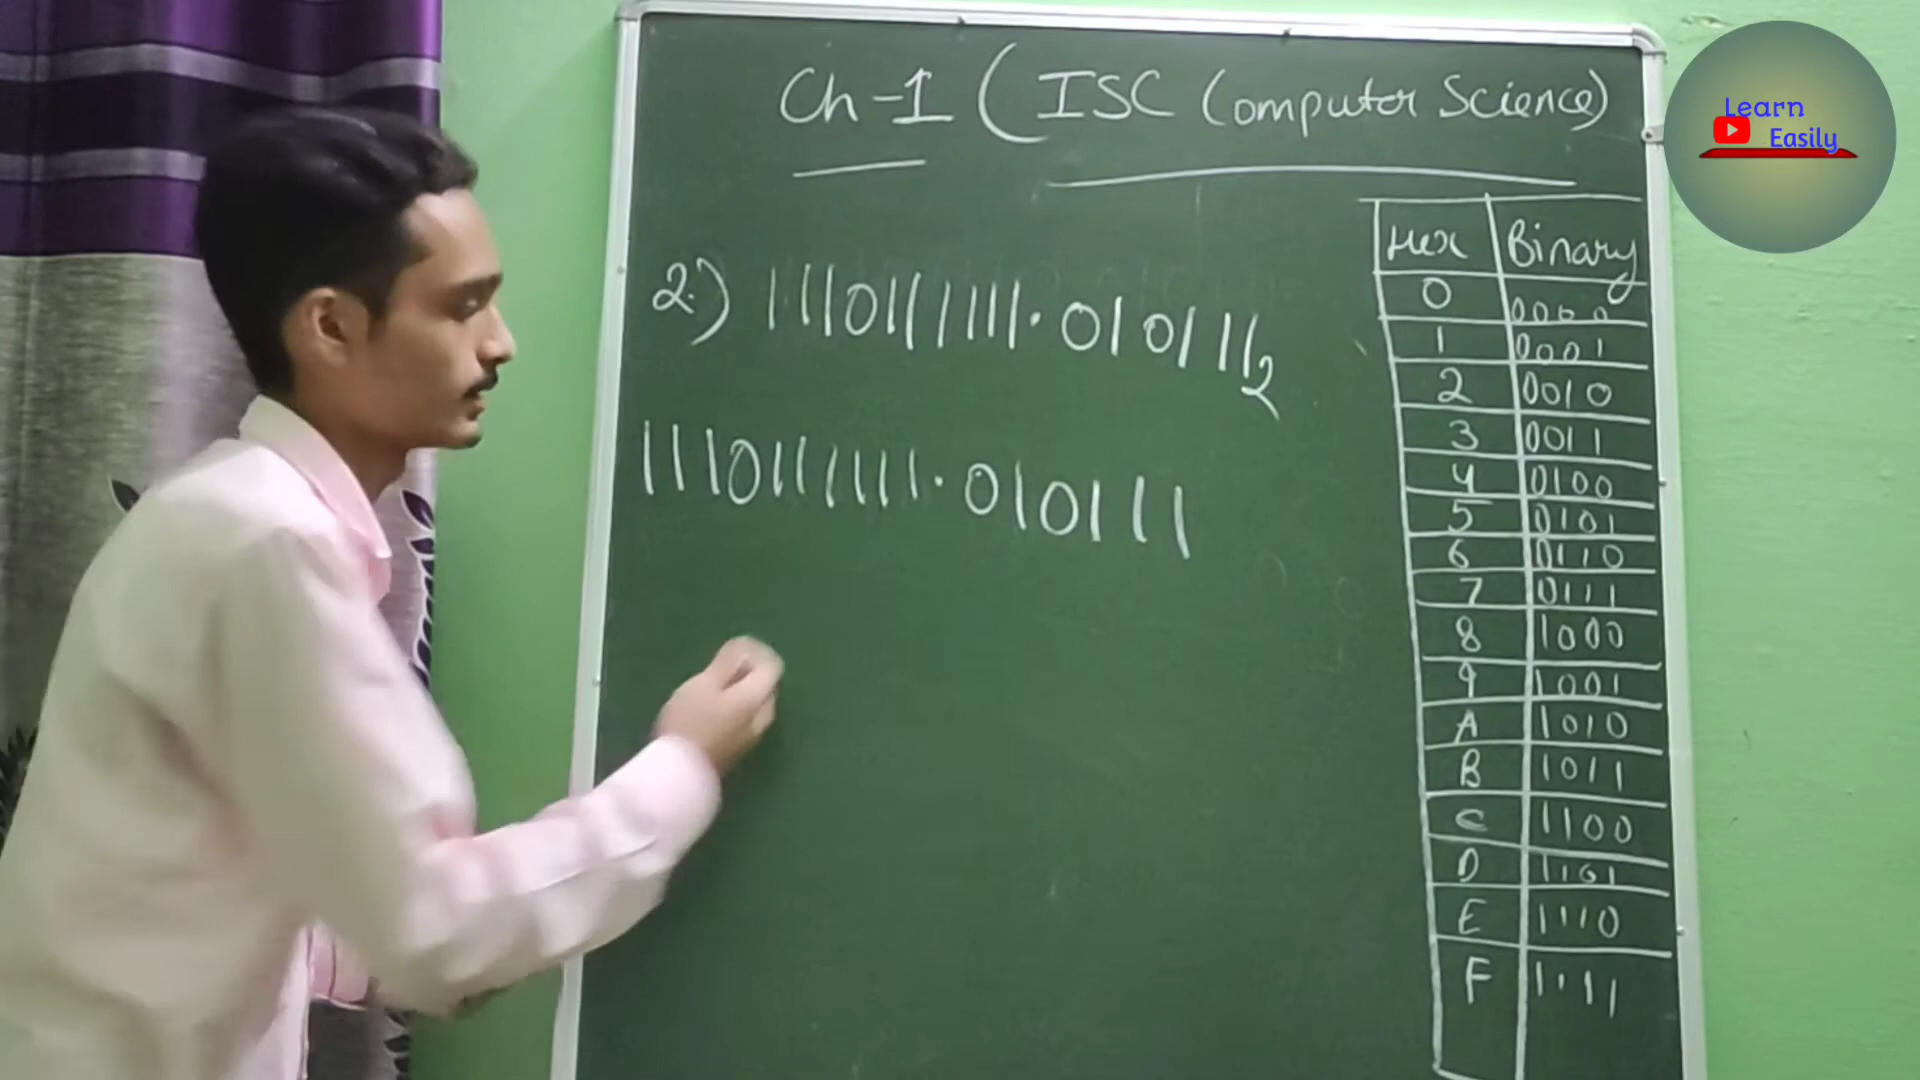 Ch-1 (ISC Computer Science)
2.) 11101111111.010111₂
11101111111.010111
Hex Binary
0 0000
1 0001
2 0010
3 0011
4 0100
5 0101
6 0110
7 0111
8 1000
9 1001
A 1010
B 1011
C 1100
D 1101
E 1110
F 1111
Learn
Easily